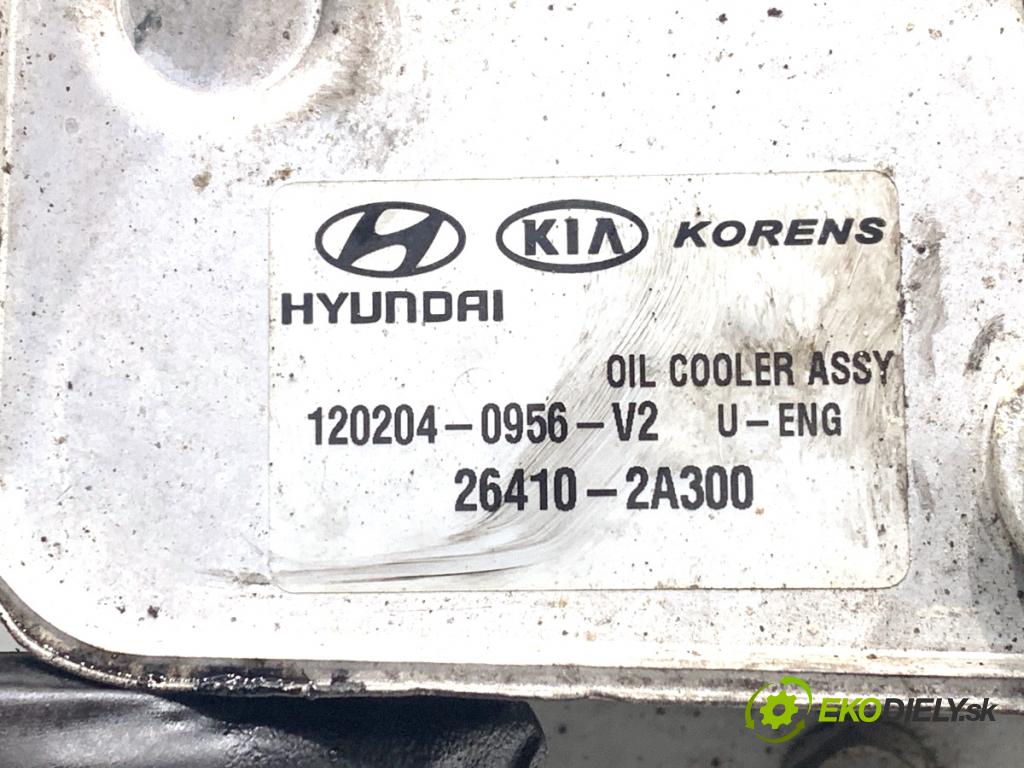 KIA KORENS
HYUNDAI
OIL COOLER ASSY
120204-0956-V2 U-ENG
26410-2A300
EKODIELY.sk